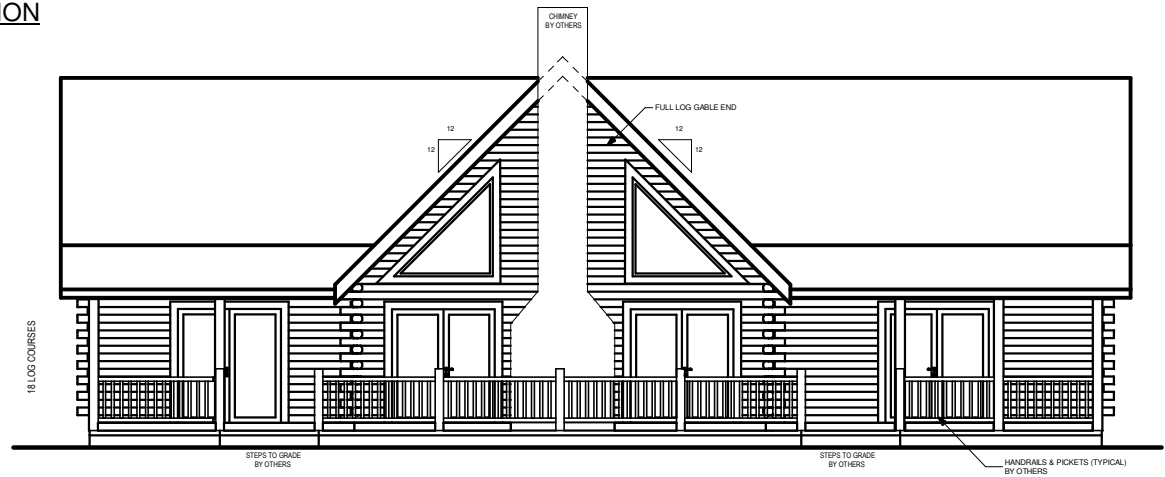 CHIMNEY
BY OTHERS
FULL LOG GABLE END
12
12
12
12
18 LOG COURSES
STEPS TO GRADE
BY OTHERS
STEPS TO GRADE
BY OTHERS
HANDRAILS & PICKETS (TYPICAL)
BY OTHERS